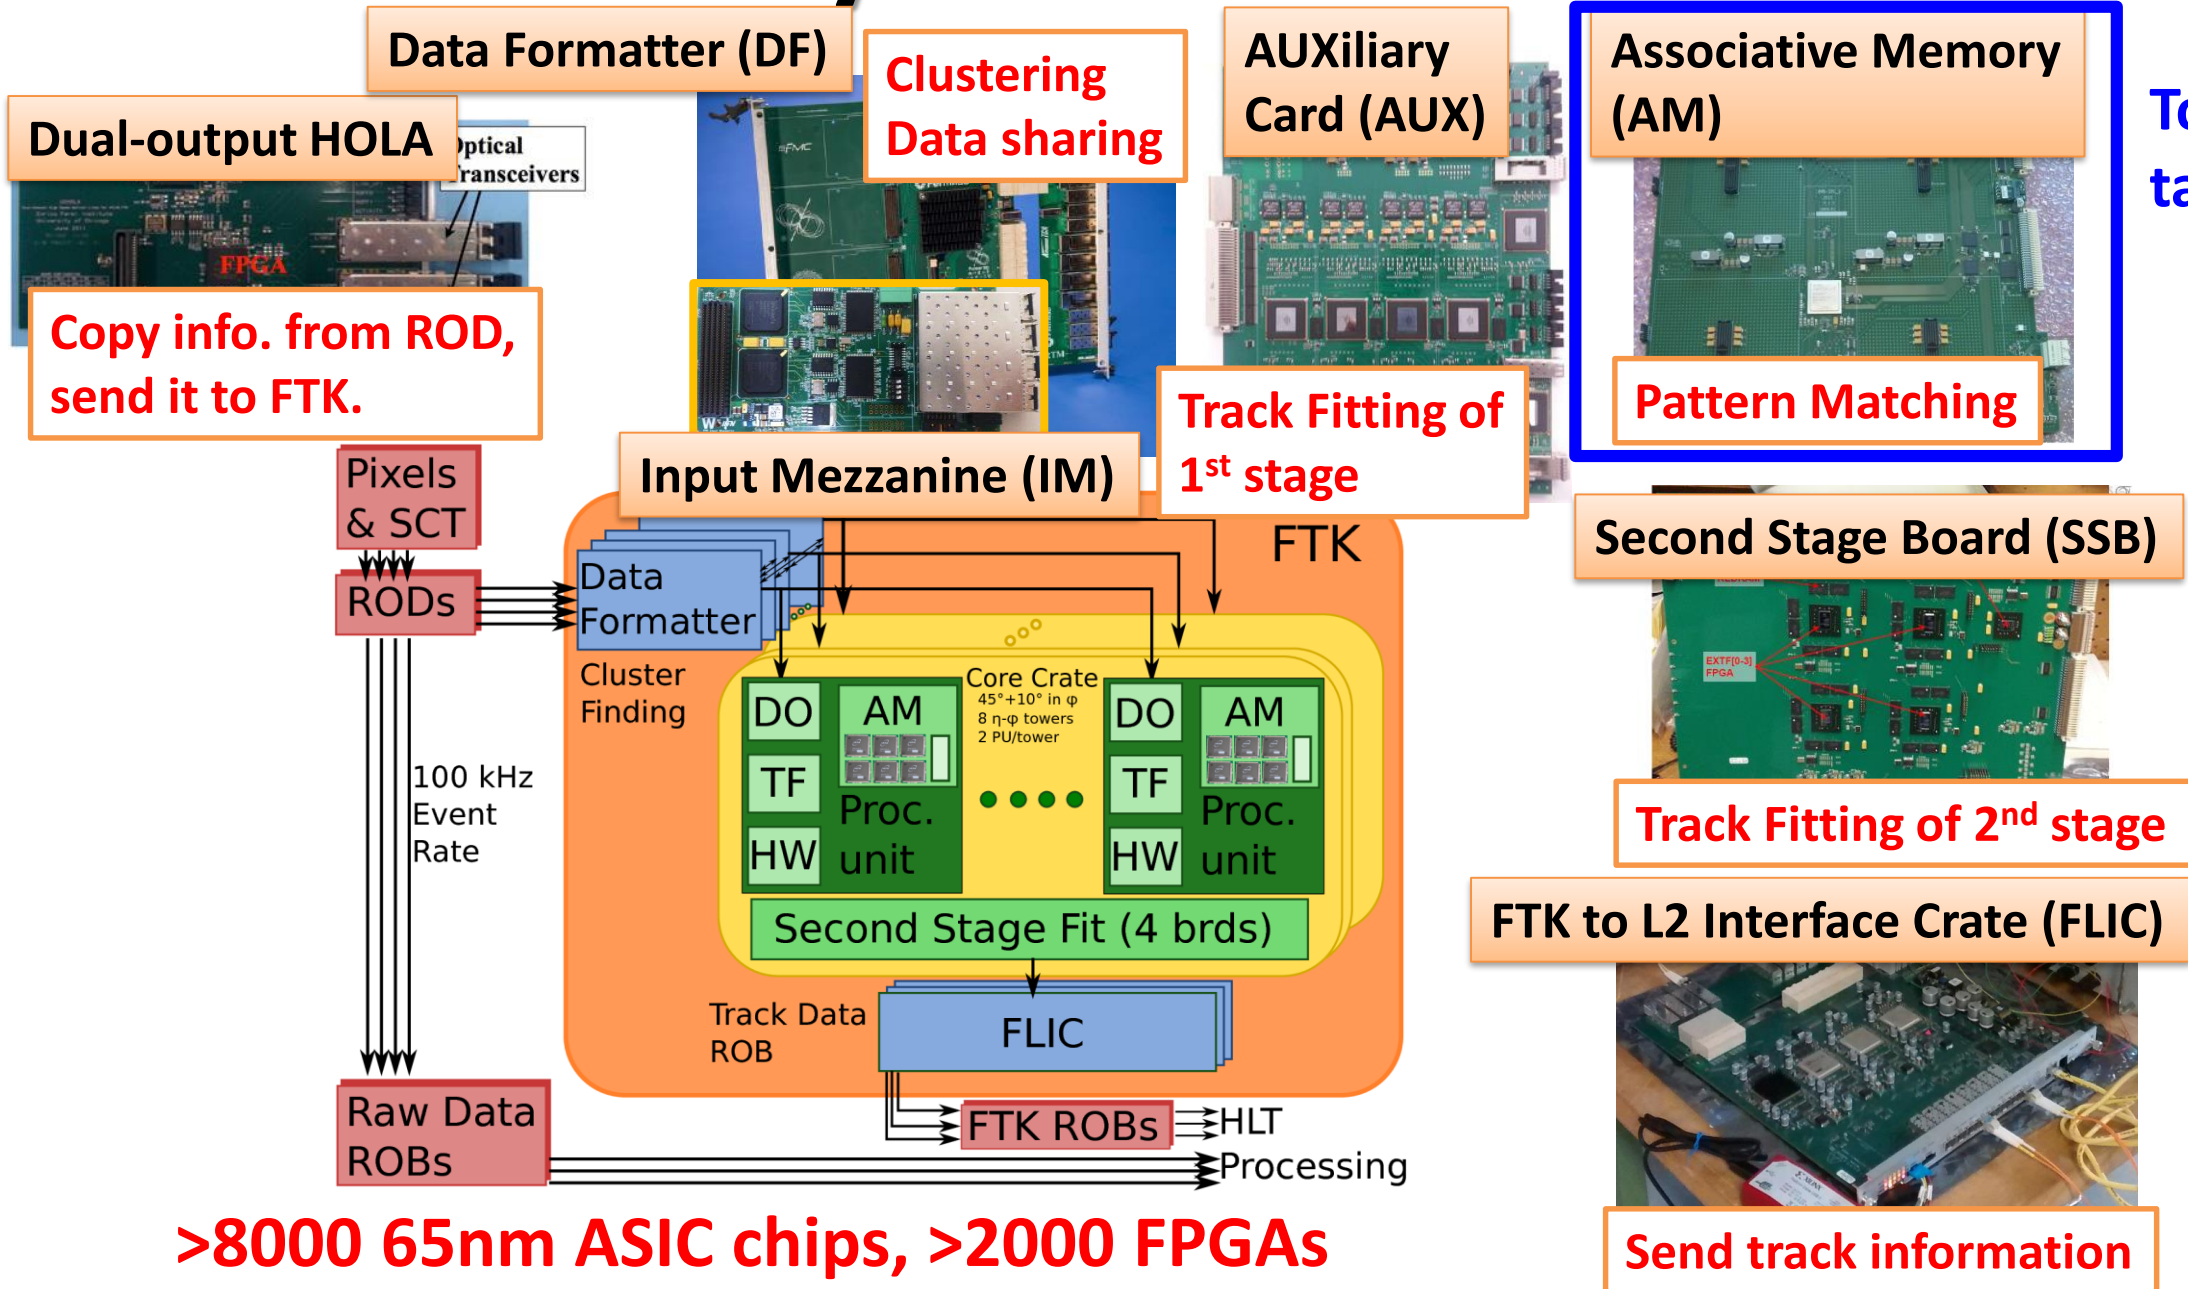 Data Formatter (DF)
Clustering
Data sharing
AUXiliary
Card (AUX)
Associative Memory
(AM)
Dual-output HOLA
FPGA
Copy info. from ROD,
send it to FTK.
Track Fitting of
1st stage
Pattern Matching
Input Mezzanine (IM)
Pixels
& SCT
FTK
Second Stage Board (SSB)
RODs
Data
Formatter
Cluster
Finding
Core Crate
45°+10° in φ
8 η-φ towers
2 PU/tower
DO
AM
TF
Proc.
unit
HW
DO
AM
TF
Proc.
unit
HW
EXTF[0-3]
FPGA
100 kHz
Event
Rate
Track Fitting of 2nd stage
Second Stage Fit (4 brds)
FTK to L2 Interface Crate (FLIC)
Track Data
ROB
FLIC
Raw Data
ROBs
FTK ROBs
HLT
Processing
>8000 65nm ASIC chips, >2000 FPGAs
Send track information